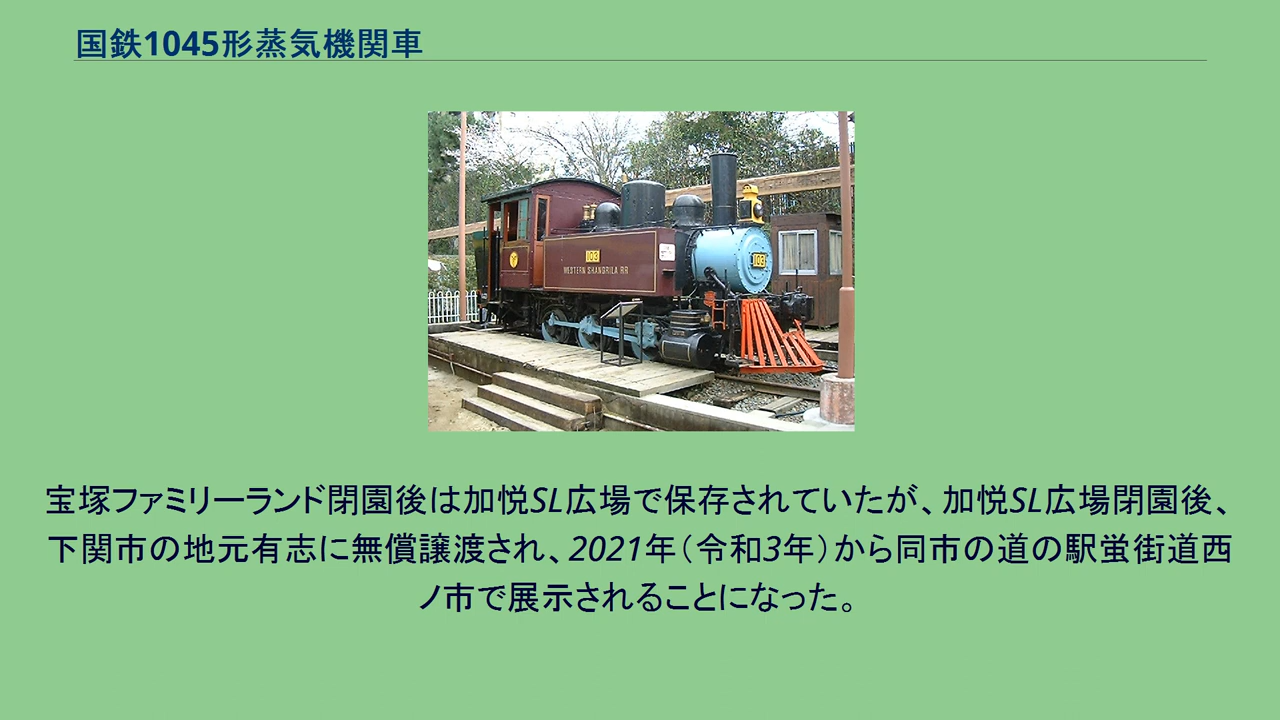 国鉄1045形蒸気機関車
103
WESTERN SHANGRILA RR
103
宝塚ファミリーランド閉園後は加悦SL広場で保存されていたが、加悦SL広場閉園後、
下関市の地元有志に無償譲渡され、2021年（令和3年）から同市の道の駅蛍街道西
ノ市で展示されることになった。